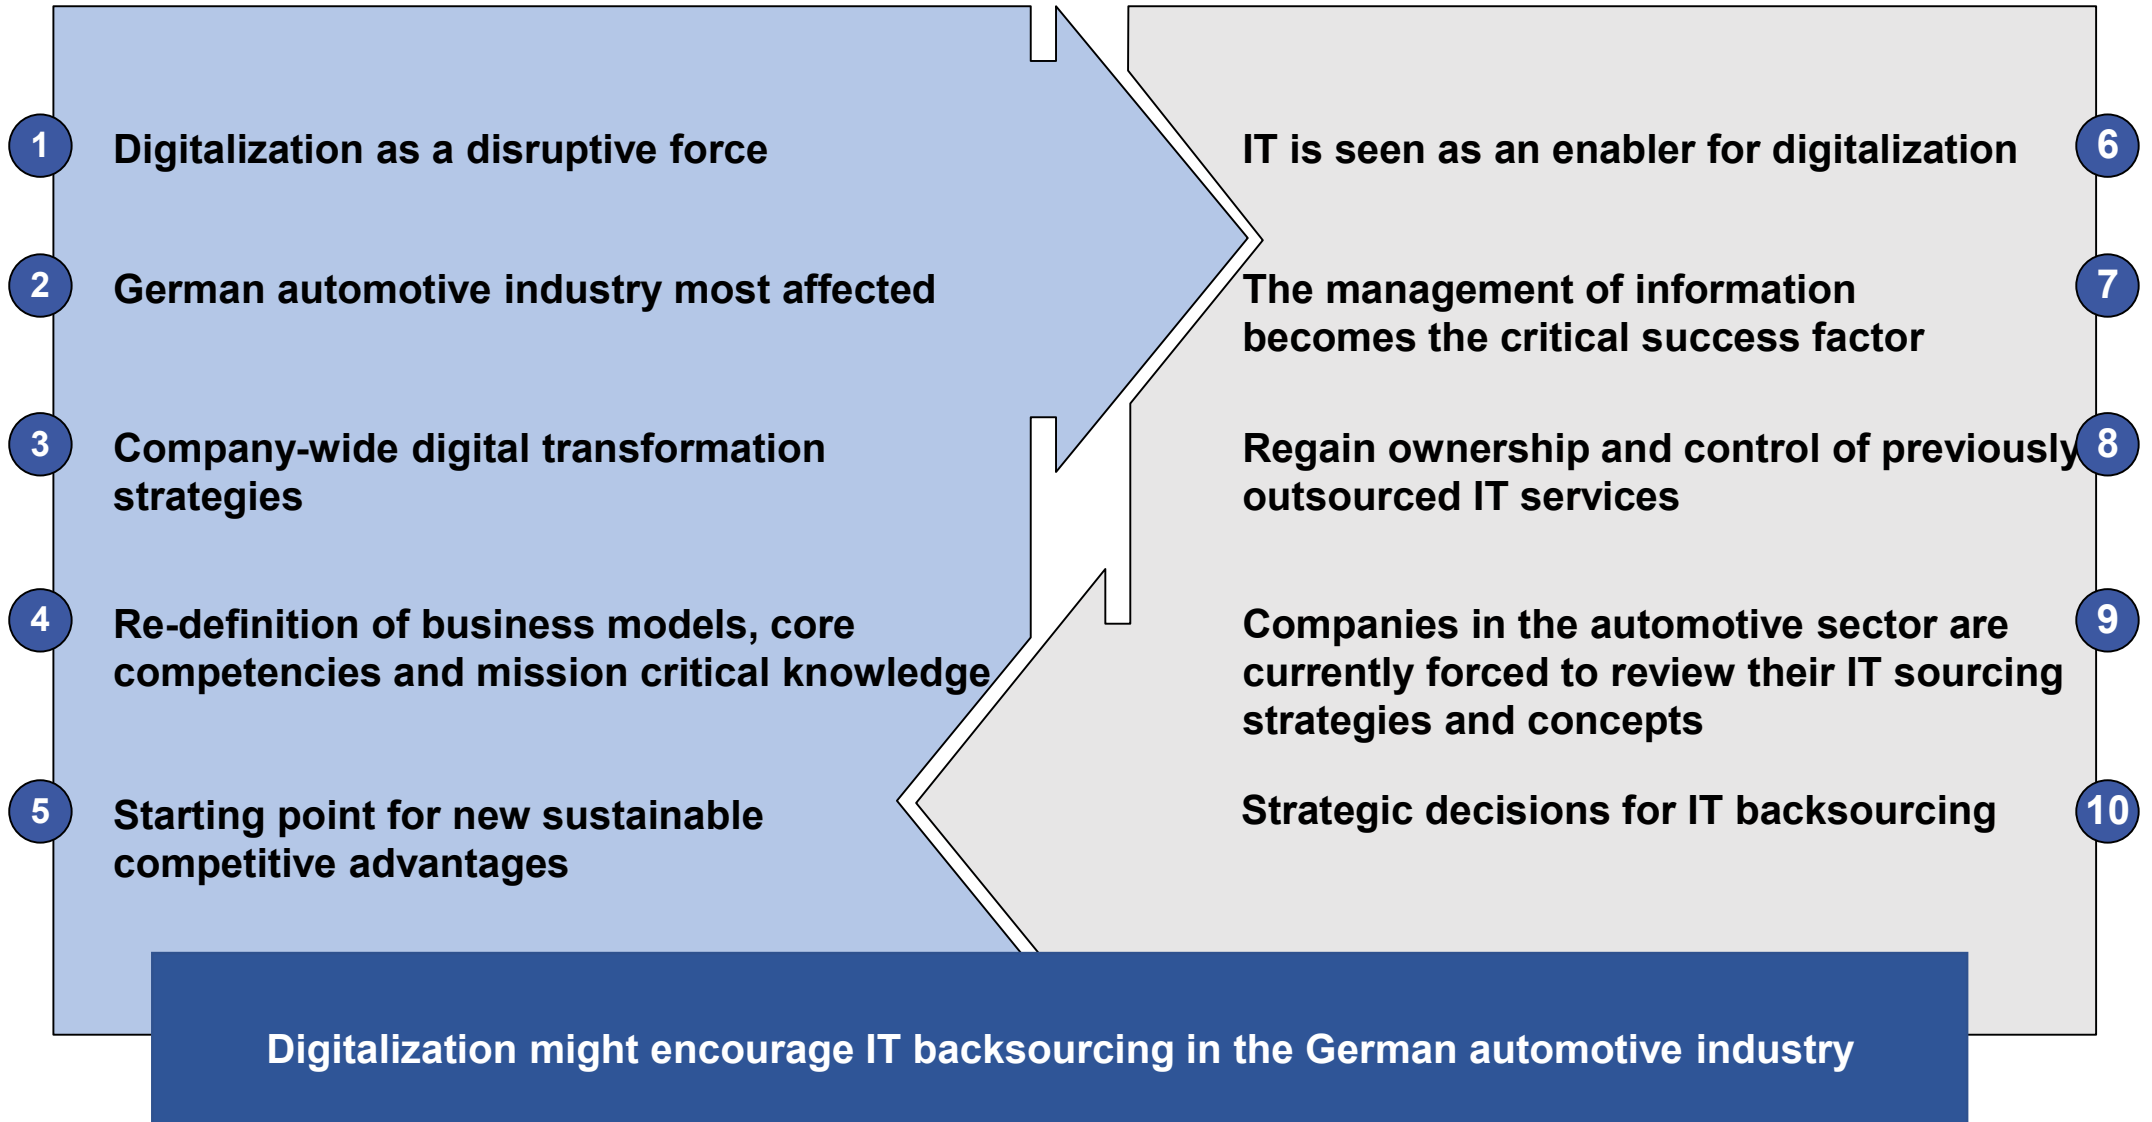 1
Digitalization as a disruptive force
2
German automotive industry most affected
3
Company-wide digital transformation
strategies
4
Re-definition of business models, core
competencies and mission critical knowledge
5
Starting point for new sustainable
competitive advantages
IT is seen as an enabler for digitalization
6
The management of information
becomes the critical success factor
7
Regain ownership and control of previously
outsourced IT services
8
Companies in the automotive sector are
currently forced to review their IT sourcing
strategies and concepts
9
Strategic decisions for IT backsourcing
10
Digitalization might encourage IT backsourcing in the German automotive industry